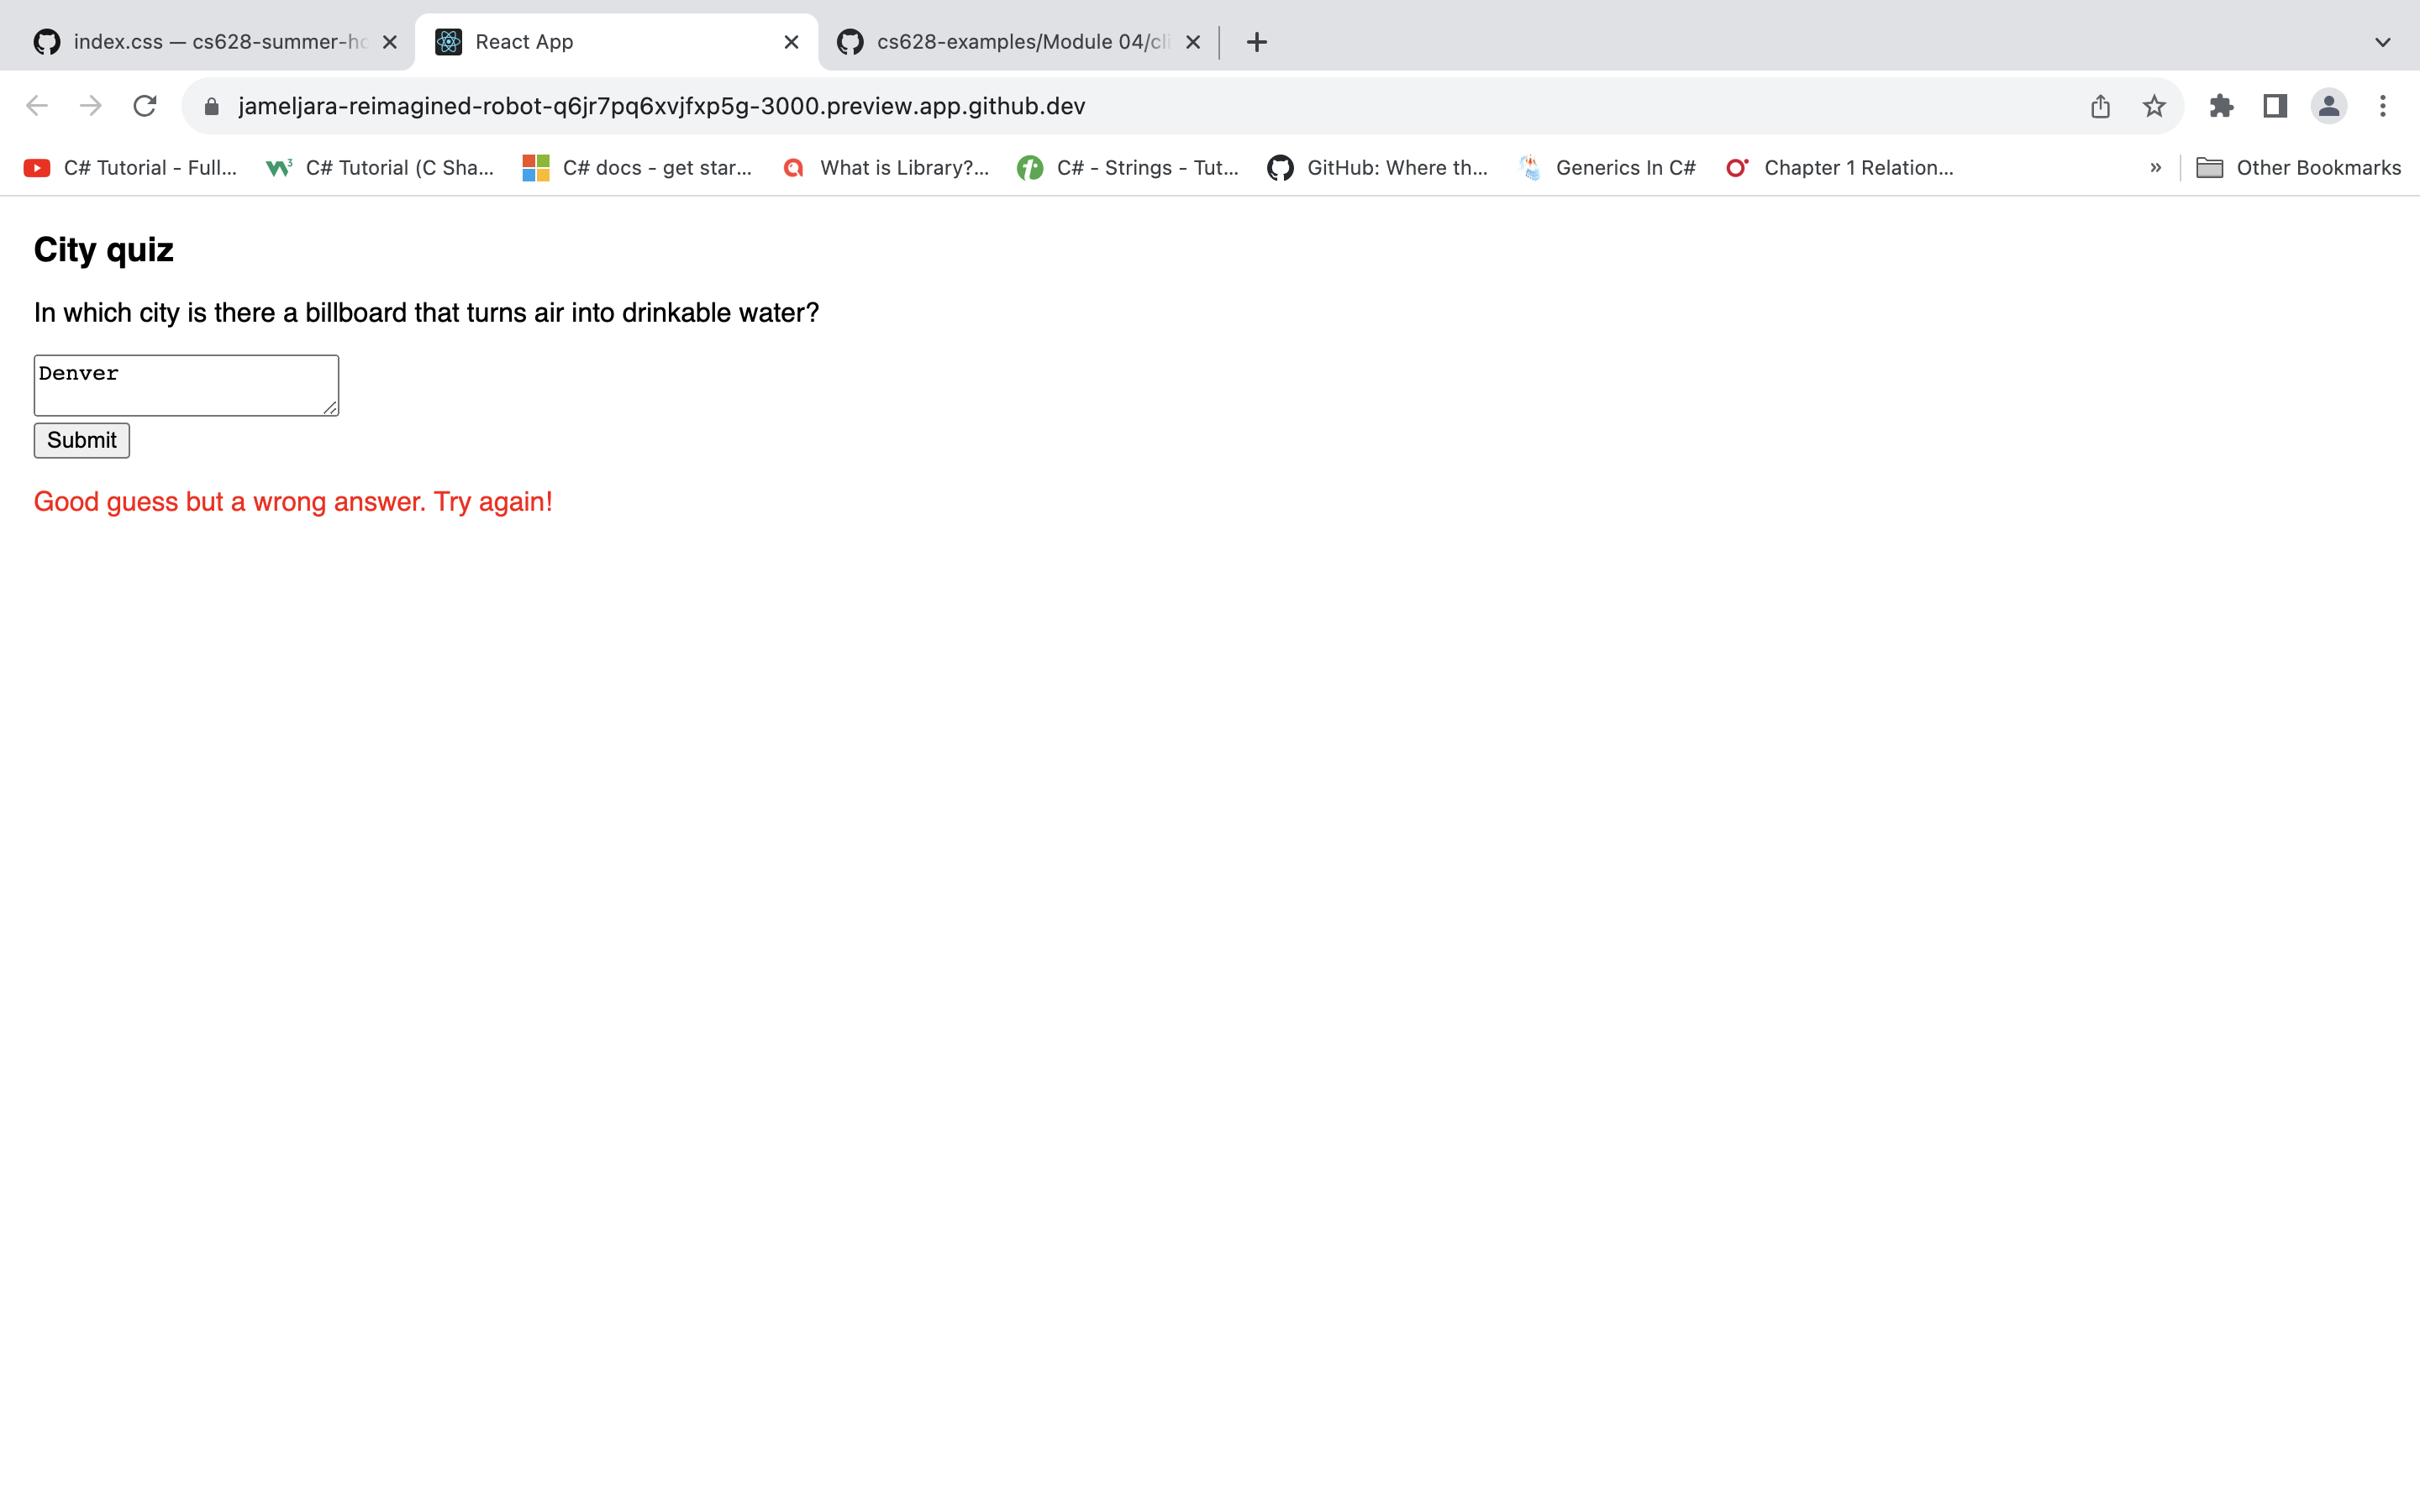 index.css — cs628-summer-ho
React App
cs628-examples/Module 04/cli
jameljara-reimagined-robot-q6jr7pq6xvjfxp5g-3000.preview.app.github.dev
C# Tutorial - Full...
C# Tutorial (C Sha...
C# docs - get star...
What is Library?...
C# - Strings - Tut...
GitHub: Where th...
Generics In C#
Chapter 1 Relation...
»
Other Bookmarks
City quiz
In which city is there a billboard that turns air into drinkable water?
Denver
Submit
Good guess but a wrong answer. Try again!